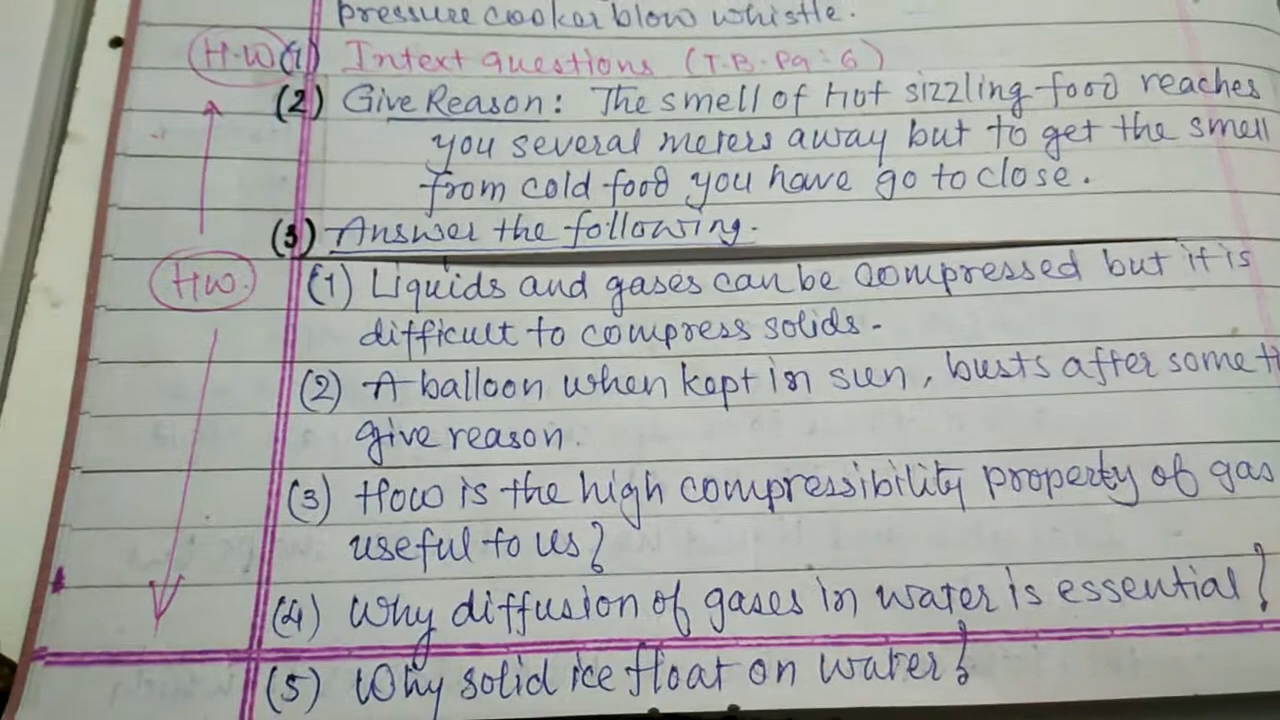 pressure cooker blow whistle.
H.W (1) Intext questions (T.B. Pg: 6)
(2) Give Reason: The smell of hot sizzling food reaches
you several meters away but to get the smell
from cold food you have go to close.
(3) Answer the following.
HW. (1) Liquids and gases can be compressed but it is
difficult to compress solids.
(2) A balloon when kept in sun, busts after some
give reason.
(3) How is the high compressibility property of gas
useful to us?
(4) Why diffusion of gases in water is essential?
(5) Why solid ice float on water?